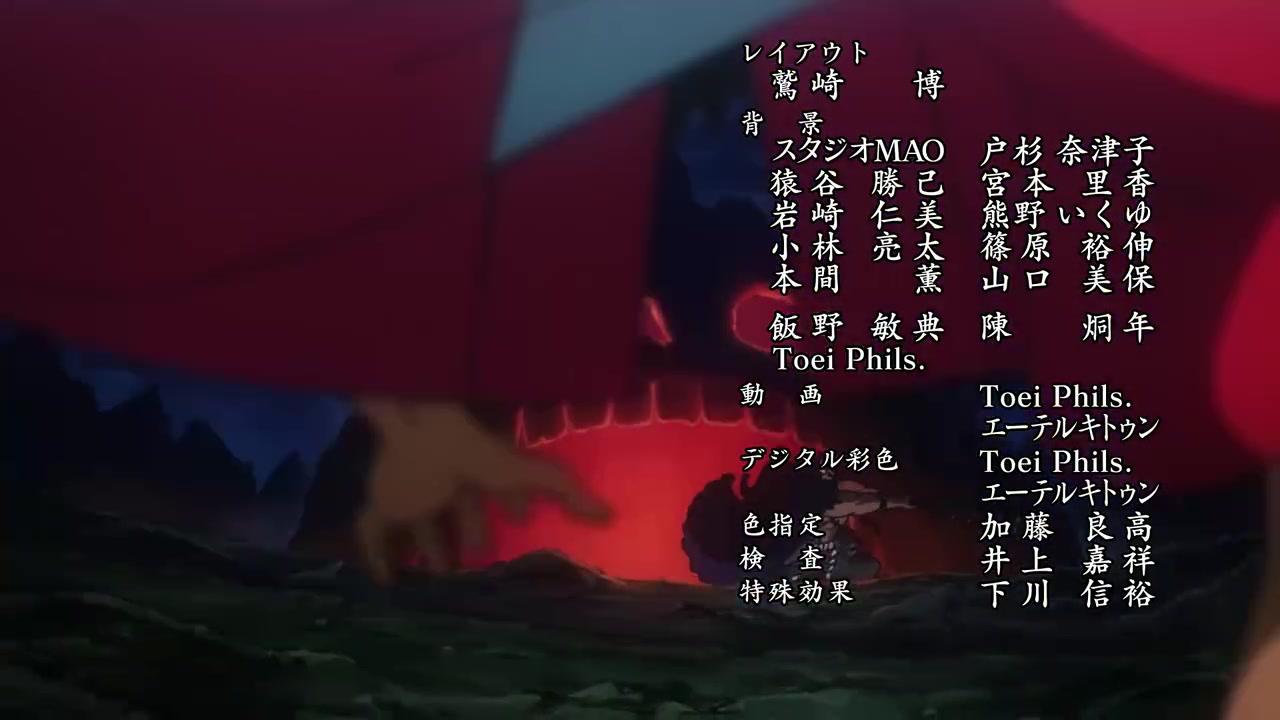 レイアウト
鷲崎 博
背 景
スタジオMAO 戸杉 奈津子
猿谷 勝己 宮本 里香
岩崎 仁美 熊野 いくゆ
小林 亮太 篠原 裕伸
本間 薫 山口 美保
飯野 敏典 陳 炯年
Toei Phils.
動 画 Toei Phils.
エーテルキトゥン
デジタル彩色 Toei Phils.
エーテルキトゥン
色指定 加藤 良高
検 査 井上 嘉祥
特殊効果 下川 信裕